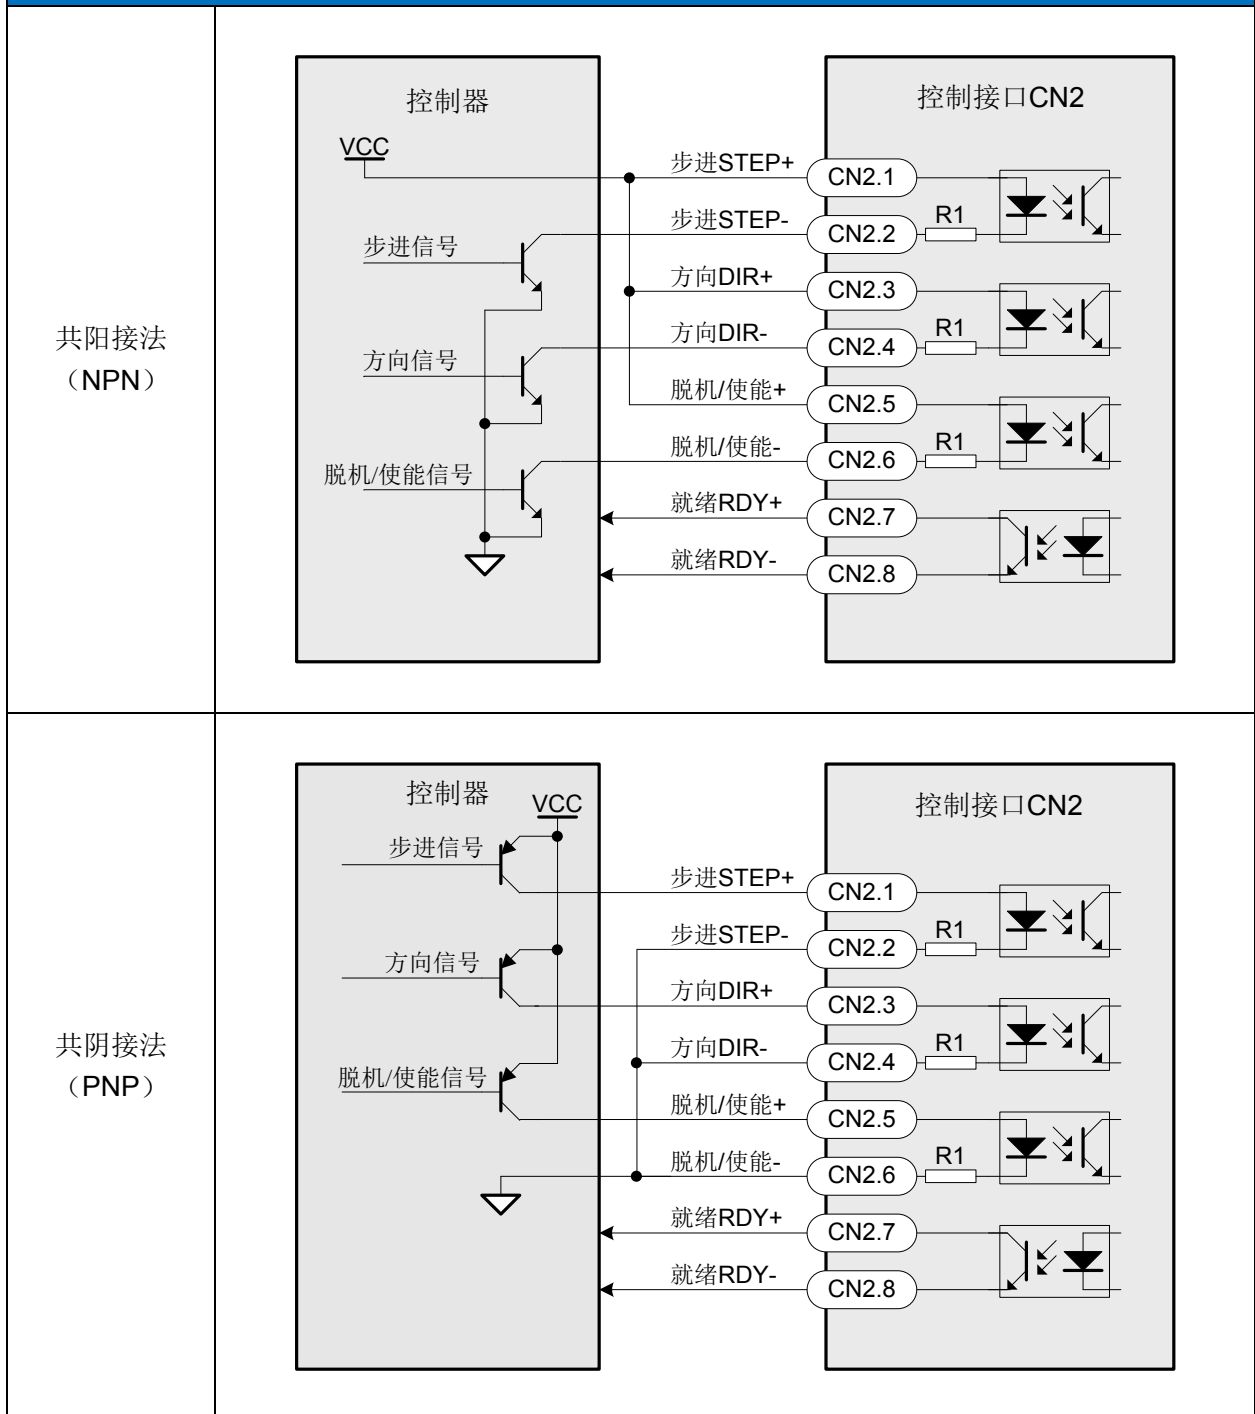 共阳接法
（NPN）
控制器
控制接口CN2
VCC
步进STEP+
CN2.1
步进信号
步进STEP-
CN2.2
R1
方向DIR+
CN2.3
方向信号
方向DIR-
CN2.4
R1
脱机/使能+
CN2.5
脱机/使能信号
脱机/使能-
CN2.6
R1
就绪RDY+
CN2.7
就绪RDY-
CN2.8
共阴接法
（PNP）
控制器
控制接口CN2
VCC
步进信号
步进STEP+
CN2.1
步进STEP-
CN2.2
R1
方向信号
方向DIR+
CN2.3
方向DIR-
CN2.4
R1
脱机/使能信号
脱机/使能+
CN2.5
脱机/使能-
CN2.6
R1
就绪RDY+
CN2.7
就绪RDY-
CN2.8